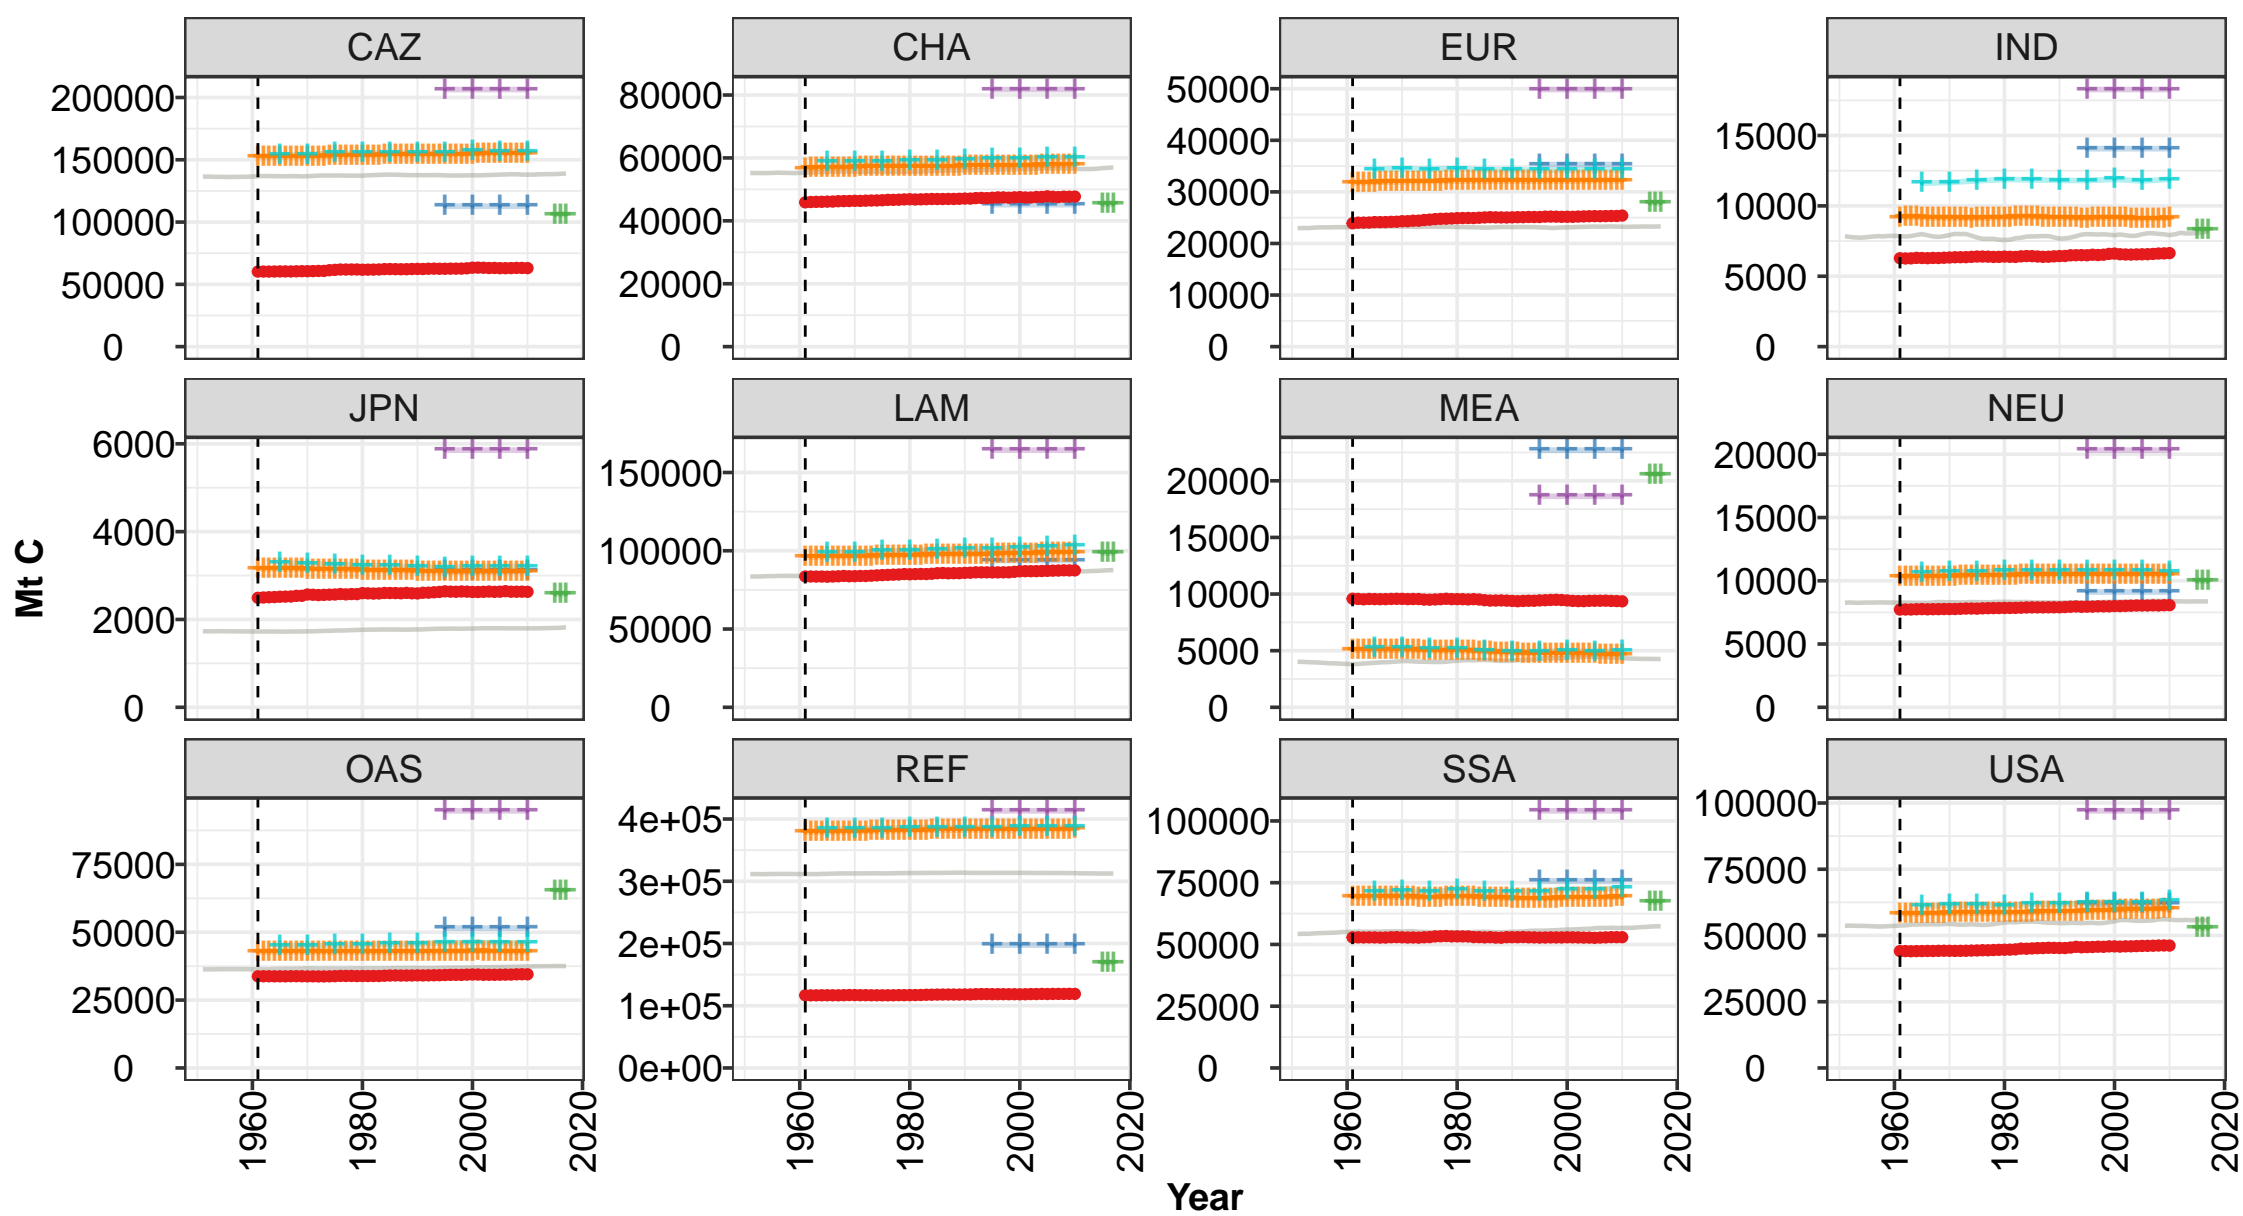 CAZ CHA EUR IND
200000 150000 100000 50000 0
80000 60000 40000 20000 0
50000 40000 30000 20000 10000 0
15000 10000 5000 0
JPN LAM MEA NEU
6000 4000 2000 0
150000 100000 50000 0
20000 15000 10000 5000 0
20000 15000 10000 5000 0
OAS REF SSA USA
75000 50000 25000 0
4e+05 3e+05 2e+05 1e+05 0e+00
100000 75000 50000 25000 0
100000 75000 50000 25000 0
1960 1980 2000 2020 1960 1980 2000 2020 1960 1980 2000 2020 1960 1980 2000 2020
Mt C
Year